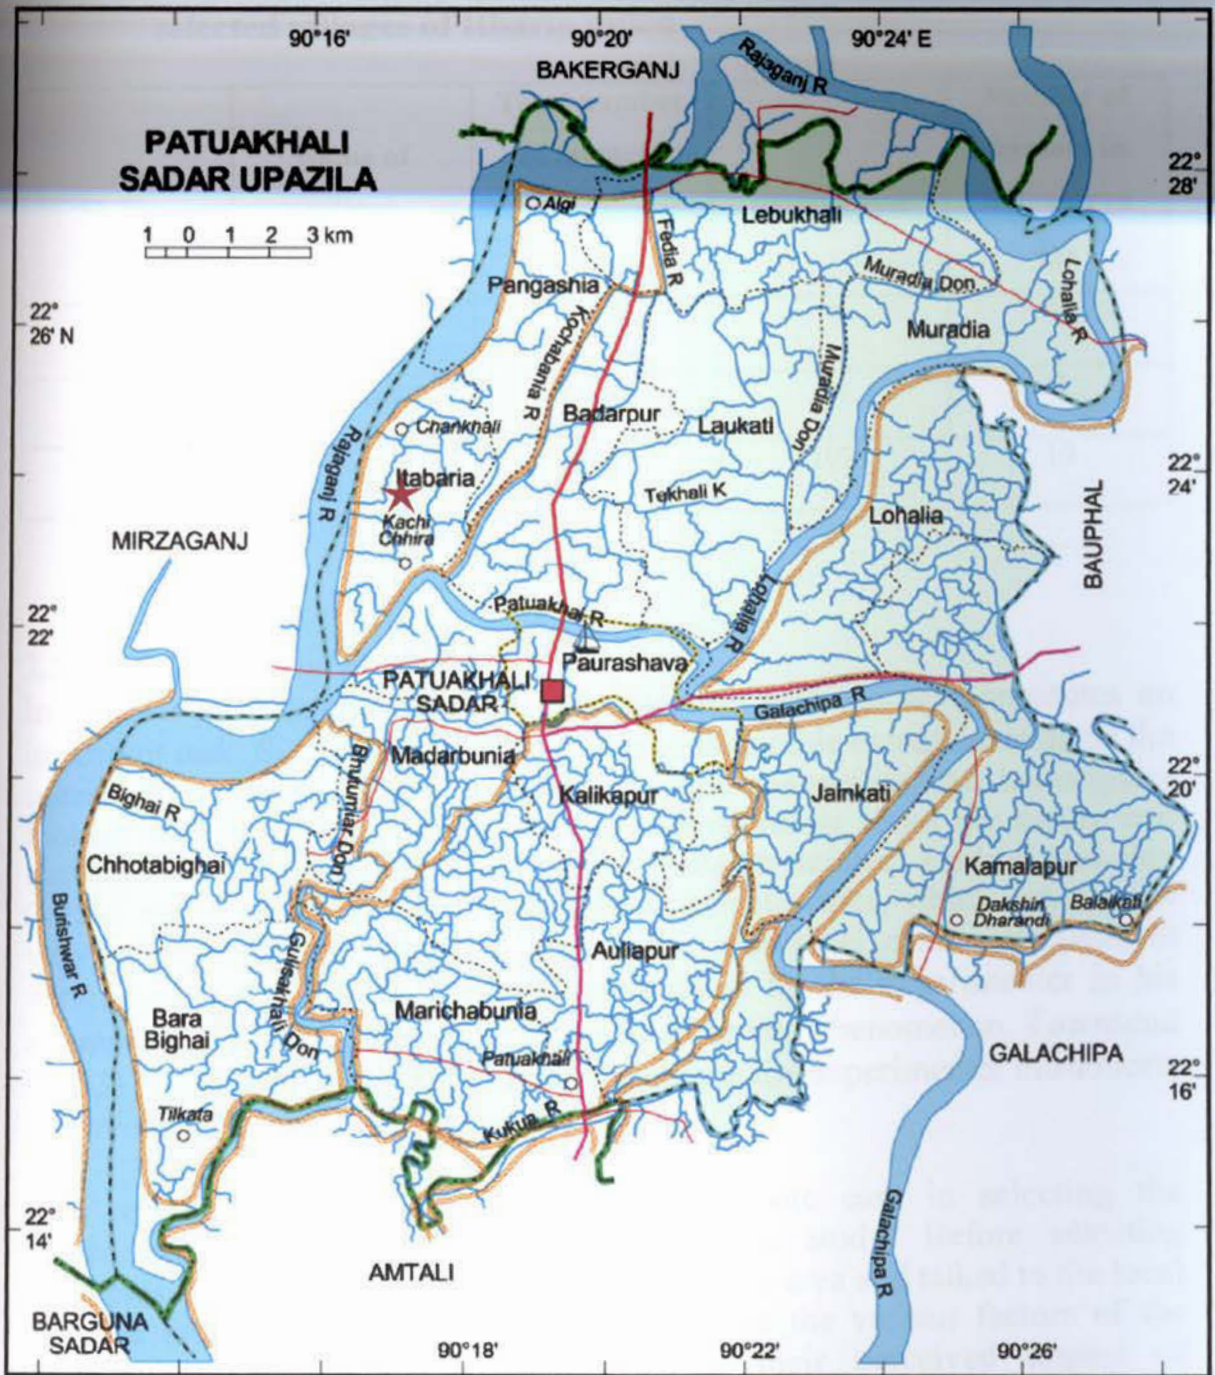 90°16'
90°20'
90°24' E
BAKERGANJ
Rajaganj R
PATUAKHALI
SADAR UPAZILA
22°
28'
1 0 1 2 3 km
Algi
Lebukhali
Fedia R
Pangashia
Muradia Don
Lohalia R
22°
26' N
Kochabania R
Muradia
Muradia Don
Badarpur
Chankhali
Laukati
Rajaganj R
Itabaria
22°
24'
Tekhali K
Kachi
Chhira
Lohalia
MIRZAGANJ
BAUPHAL
22°
22'
Patuakhai R
Lohalia R
Paurashava
PATUAKHALI
SADAR
Galachipa R
Madarbunia
Bhutumiar Don
22°
20'
Bighai R
Kalikapur
Jainkati
Chhotabighai
Kamalapur
Dakshin
Dharandi
Balaikati
Burishwar R
Gulisakhali Don
Auliapur
Bara
Bighai
Marichabunia
Patuakhali
GALACHIPA
22°
16'
Tilkata
Kukua R
22°
14'
Galachipa R
AMTALI
BARGUNA
SADAR
90°18'
90°22'
90°26'